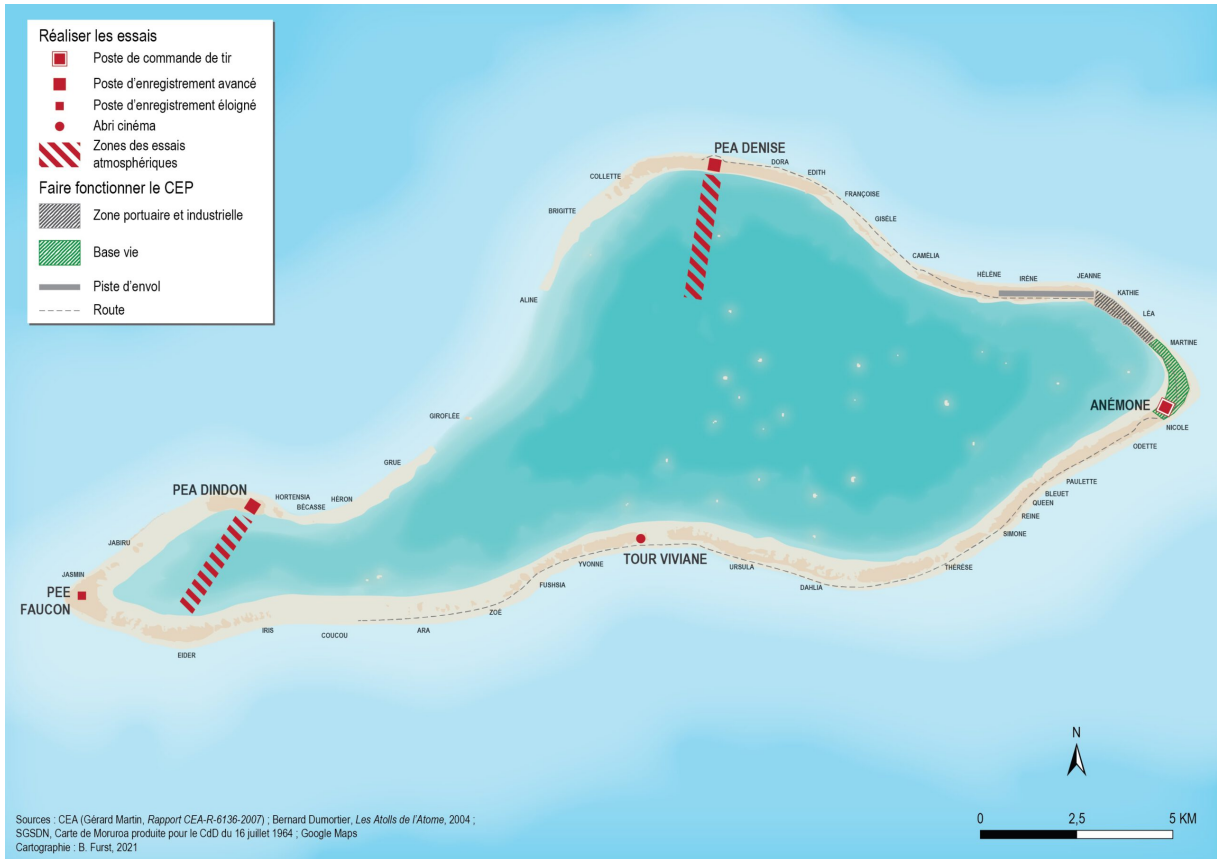 Réaliser les essais
Poste de commande de tir
Poste d'enregistrement avancé
Poste d'enregistrement éloigné
Abri cinéma
Zones des essais
atmosphériques
Faire fonctionner le CEP
Zone portuaire et industrielle
Base vie
Piste d'envol
Route
PEA DENISE
DORA
EDITH
COLLETTE
FRANÇOISE
BRIGITTE
GISÈLE
CAMÉLIA
HÉLÈNE
IRÈNE
JEANNE
KATHIE
ALINE
LÉA
MARTINE
ANÉMONE
GIROFLÉE
NICOLE
ODETTE
GRUE
PAULETTE
PEA DINDON
HORTENSIA
BÉCASSE
HÉRON
BLEUET
QUEEN
REINE
SIMONE
JABIRU
TOUR VIVIANE
YVONNE
URSULA
THÉRÈSE
JASMIN
PEE
FAUCON
FUSHSIA
DAHLIA
ZOÉ
ARA
IRIS
COUCOU
EIDER
N
0
2,5
5 KM
Sources : CEA (Gérard Martin, Rapport CEA-R-6136-2007) ; Bernard Dumortier, Les Atolls de l'Atome, 2004 ;
SGSDN, Carte de Moruroa produite pour le CdD du 16 juillet 1964 ; Google Maps
Cartographie : B. Furst, 2021